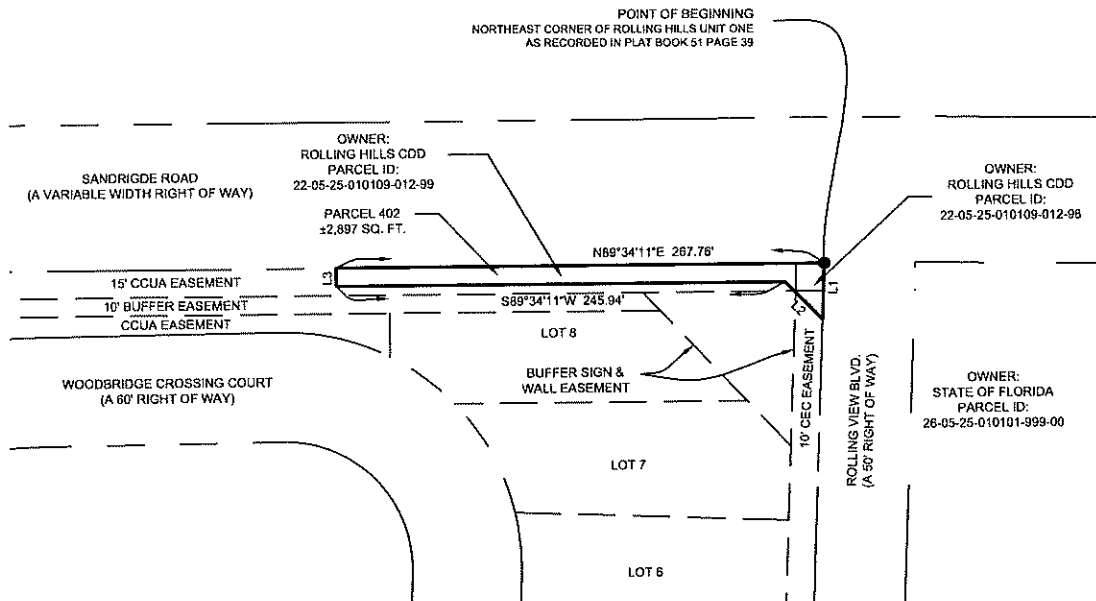 POINT OF BEGINNING
NORTHEAST CORNER OF ROLLING HILLS UNIT ONE
AS RECORDED IN PLAT BOOK 51 PAGE 39
OWNER:
ROLLING HILLS CDD
PARCEL ID:
22-05-25-010109-012-99
SANDRIGDE ROAD
(A VARIABLE WIDTH RIGHT OF WAY)
OWNER:
ROLLING HILLS CDD
PARCEL ID:
22-05-25-010109-012-98
PARCEL 402
±2,897 SQ. FT.
N89°34'11"E 267.76'
15' CCUA EASEMENT
L3
L1
10' BUFFER EASEMENT
S89°34'11"W 245.94'
L2
CCUA EASEMENT
LOT 8
BUFFER SIGN &
WALL EASEMENT
WOODBRIDGE CROSSING COURT
(A 60' RIGHT OF WAY)
10' CEC EASEMENT
ROLLING VIEW BLVD.
(A 50' RIGHT OF WAY)
OWNER:
STATE OF FLORIDA
PARCEL ID:
26-05-25-010101-999-00
LOT 7
LOT 6